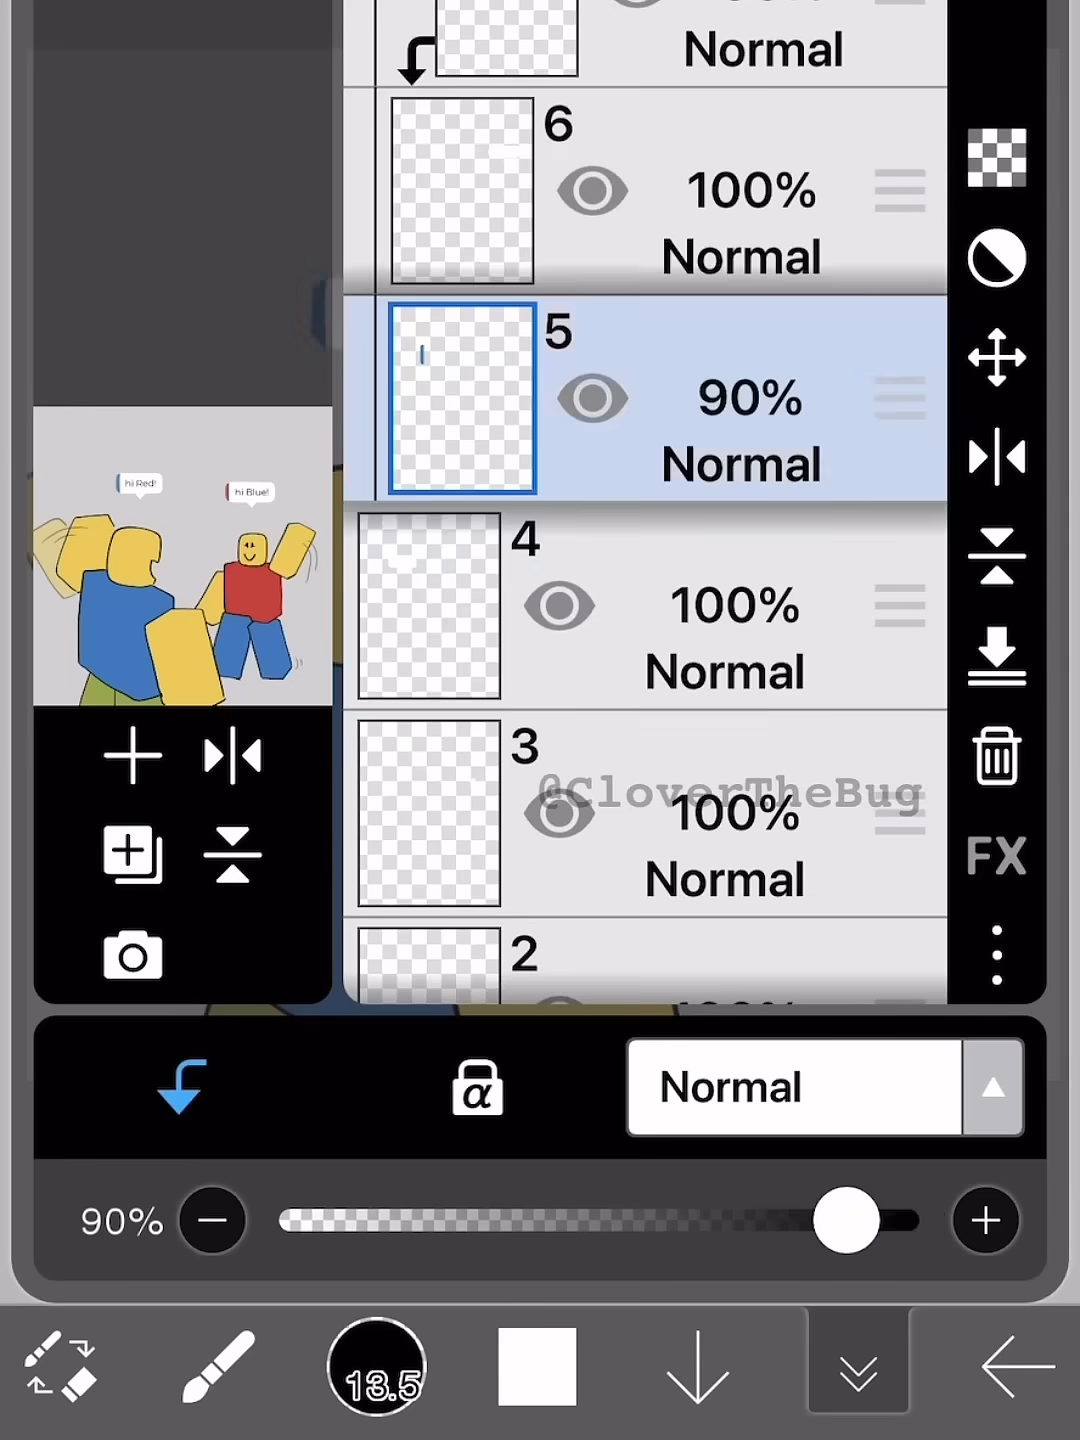 Normal
6
100%
Normal
5
90%
Normal
hi Red!
hi Blue!
4
100%
Normal
3
@CloverTheBug
100%
Normal
FX
2
α
Normal
90%
13.5